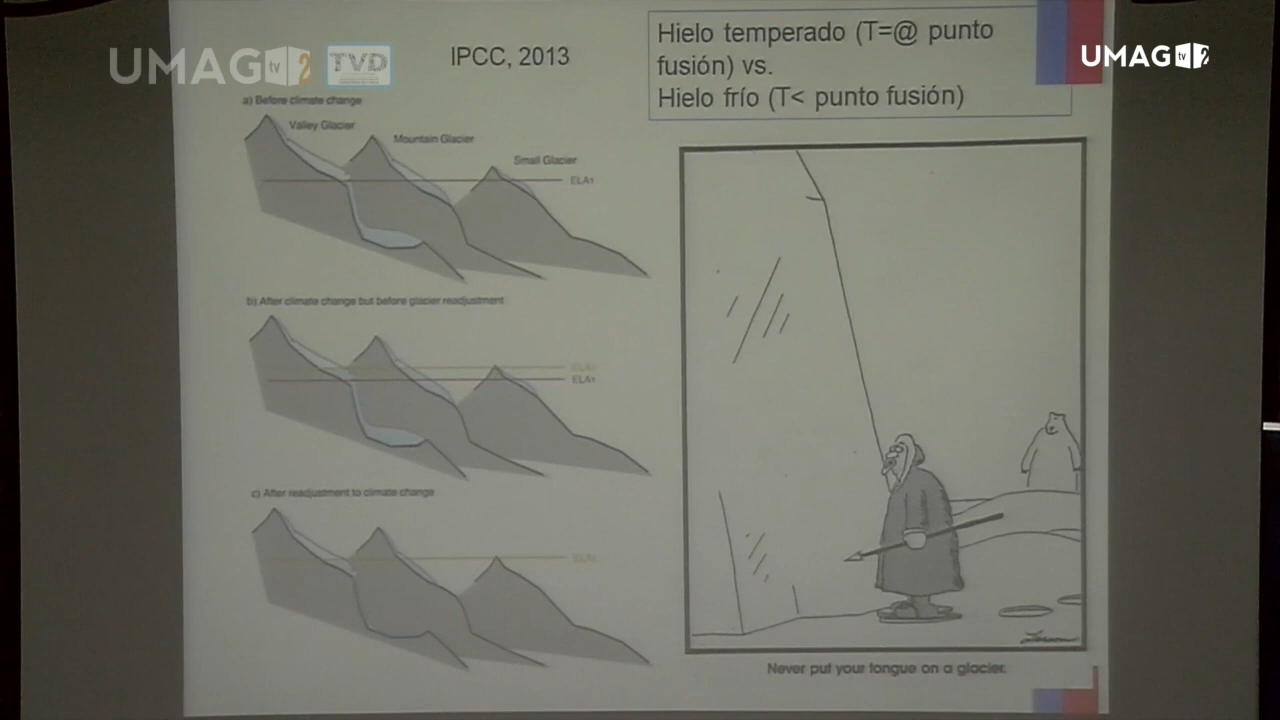 UMAG tv 2
TVD
IPCC, 2013
Hielo temperado (T=@ punto
fusión) vs.
Hielo frío (T< punto fusión)
UMAG tv 2
a) Before climate change
Valley Glacier
Mountain Glacier
Small Glacier
ELA1
b) After climate change but before glacier readjustment
ELA1
c) After readjustment to climate change
Larson
Never put your tongue on a glacier.